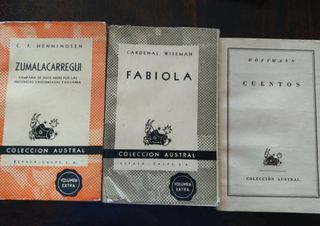 C. F. HENNINGSEN
ZUMALACARREGUI
CAMPAÑA DE DOCE MESES POR LAS
PROVINCIAS VASCONGADAS Y NAVARRA
COLECCION AUSTRAL
ESPASA-CALPE, S. A.
VOLUMEN
EXTRA
CARDENAL WISEMAN
FABIOLA
COLECCION AUSTRAL
ESPASA-CALPE, S.A.
VOLUMEN
EXTRA
HOFFMANN
CUENTOS
COLECCIÓN AUSTRAL